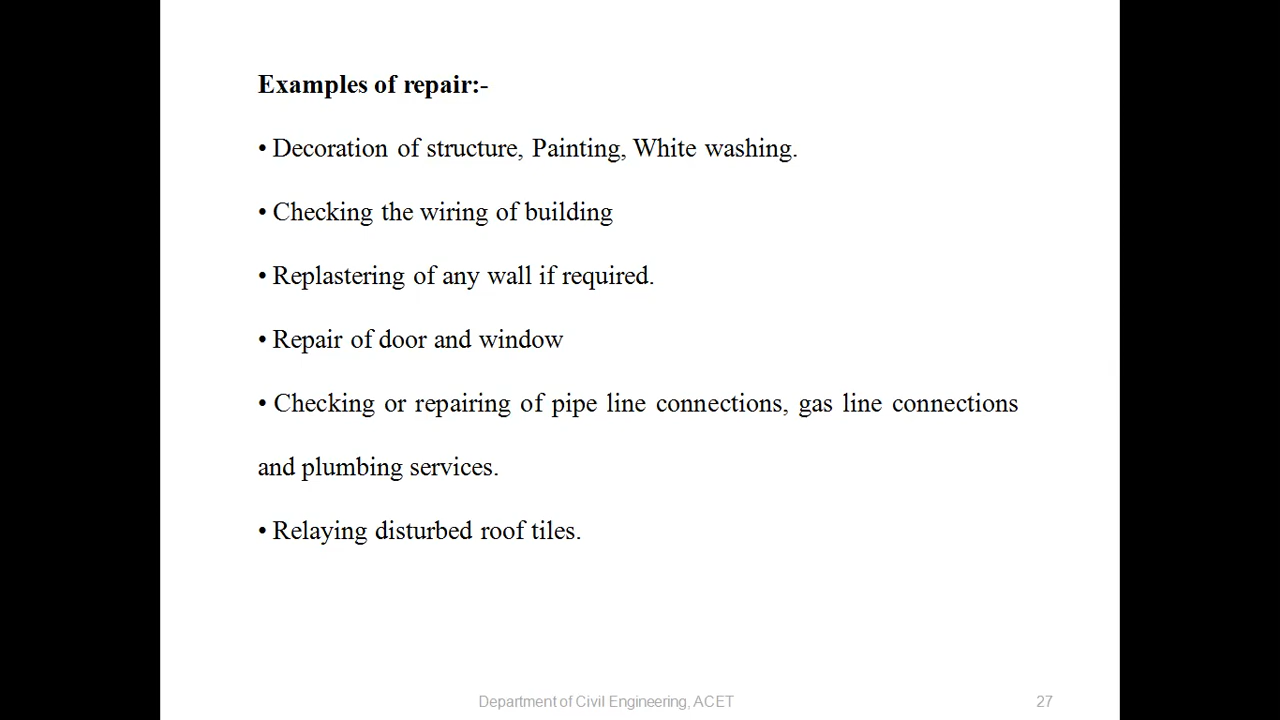 Examples of repair:-
• Decoration of structure, Painting, White washing.
• Checking the wiring of building
• Replastering of any wall if required.
• Repair of door and window
• Checking or repairing of pipe line connections, gas line connections
and plumbing services.
• Relaying disturbed roof tiles.
Department of Civil Engineering, ACET
27